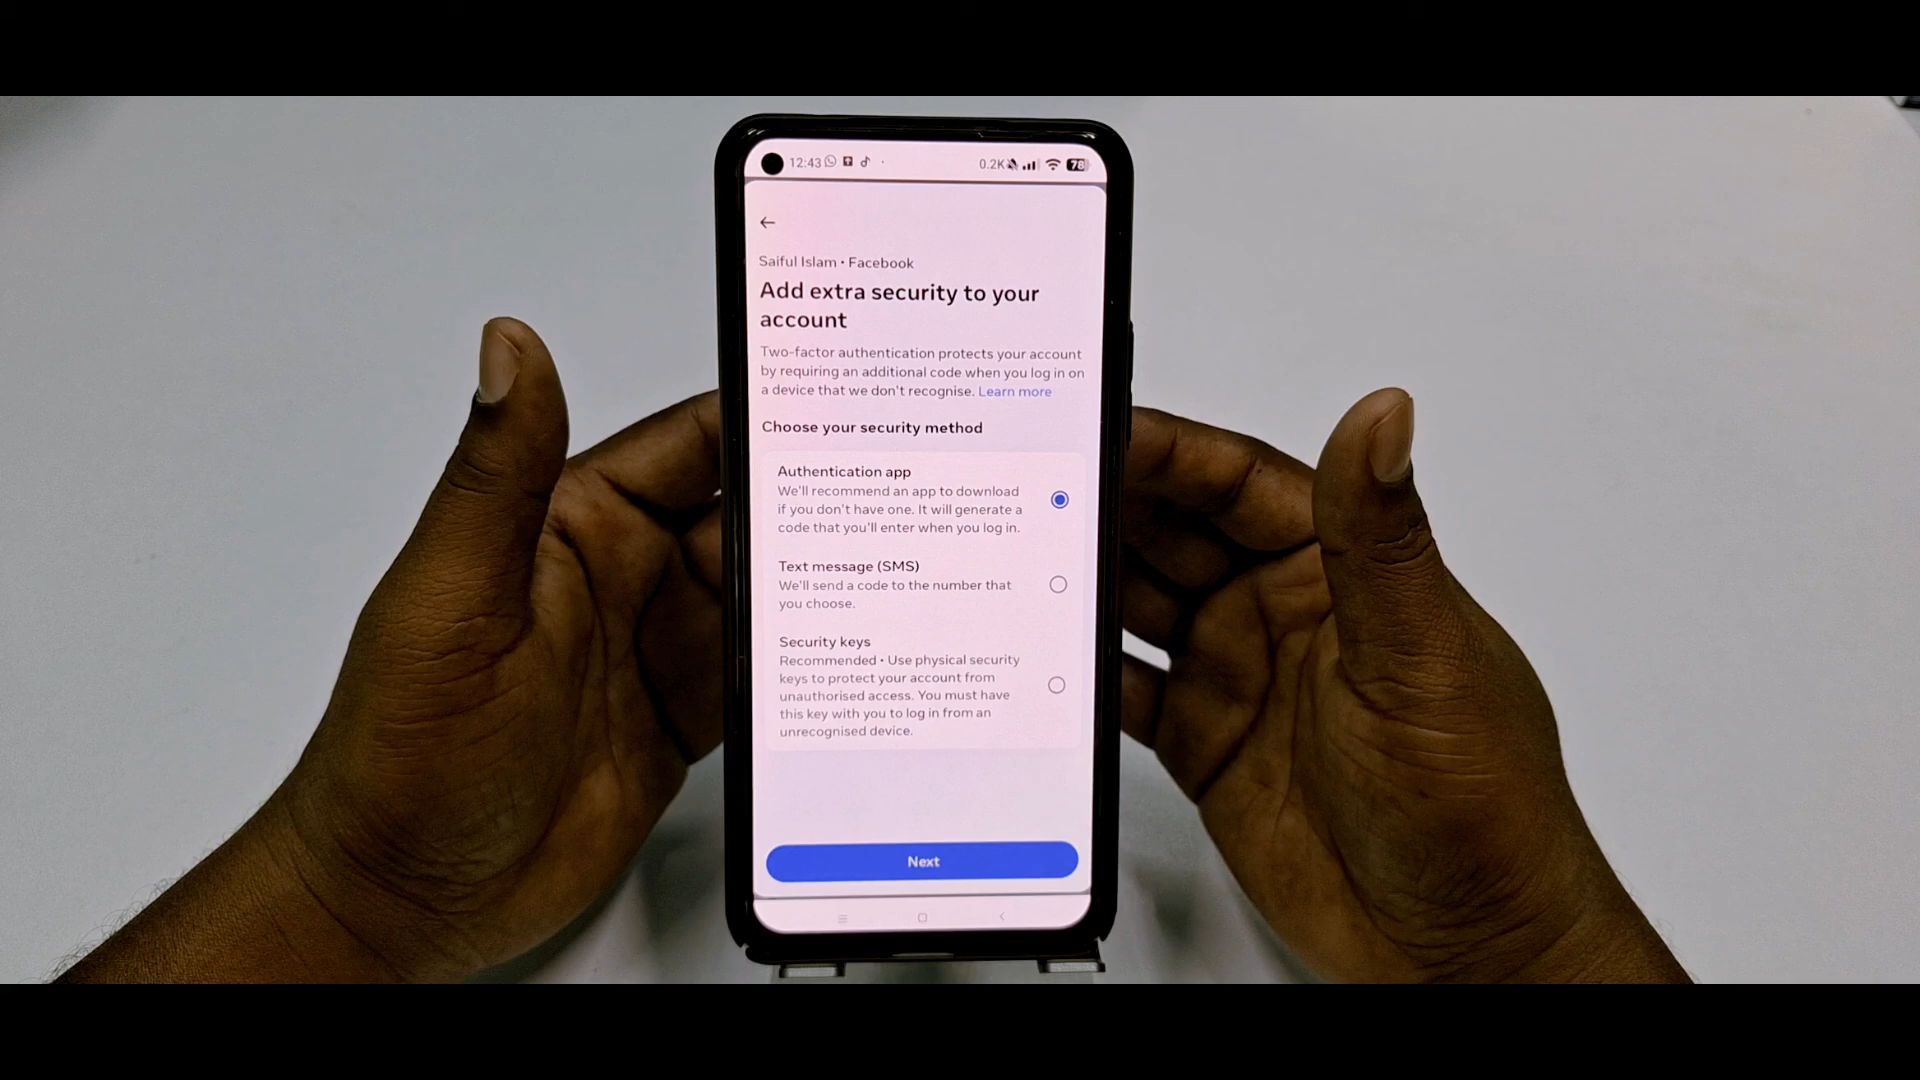 12:43 0.2K 78
Saiful Islam • Facebook
Add extra security to your
account
Two-factor authentication protects your account
by requiring an additional code when you log in on
a device that we don't recognise. Learn more
Choose your security method
Authentication app
We'll recommend an app to download
if you don't have one. It will generate a
code that you'll enter when you log in.
Text message (SMS)
We'll send a code to the number that
you choose.
Security keys
Recommended • Use physical security
keys to protect your account from
unauthorised access. You must have
this key with you to log in from an
unrecognised device.
Next